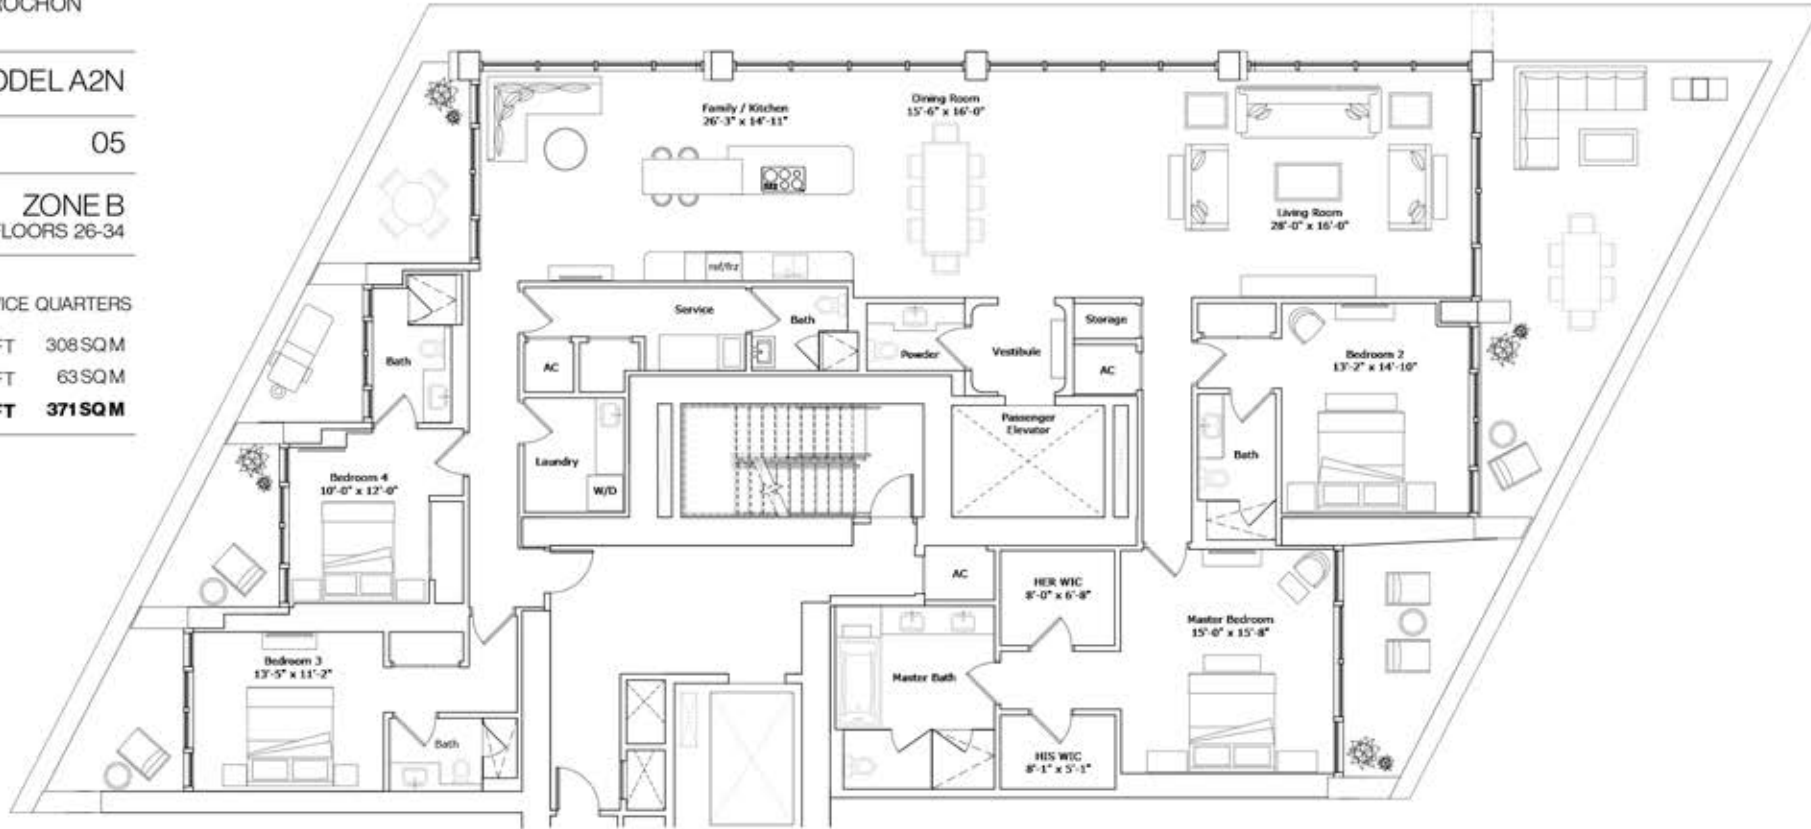 ROCHON
ODEL A2N
05
ZONE B
FLOORS 26-34
VICE QUARTERS
FT 308 SQ M
FT 63 SQ M
FT 371 SQ M
Family / Kitchen
26'-3" x 14'-11"
Dining Room
15'-6" x 16'-0"
Living Room
28'-0" x 16'-0"
ref/frz
Service
Bath
Powder
Vestibule
Storage
AC
Bedroom 2
13'-2" x 14'-10"
Bath
AC
Passenger
Elevator
Bath
Laundry
W/D
Bedroom 4
10'-0" x 12'-0"
AC
HER WIC
8'-0" x 6'-8"
Master Bedroom
15'-0" x 15'-8"
Bedroom 3
13'-5" x 11'-2"
Master Bath
Bath
HIS WIC
8'-1" x 5'-1"